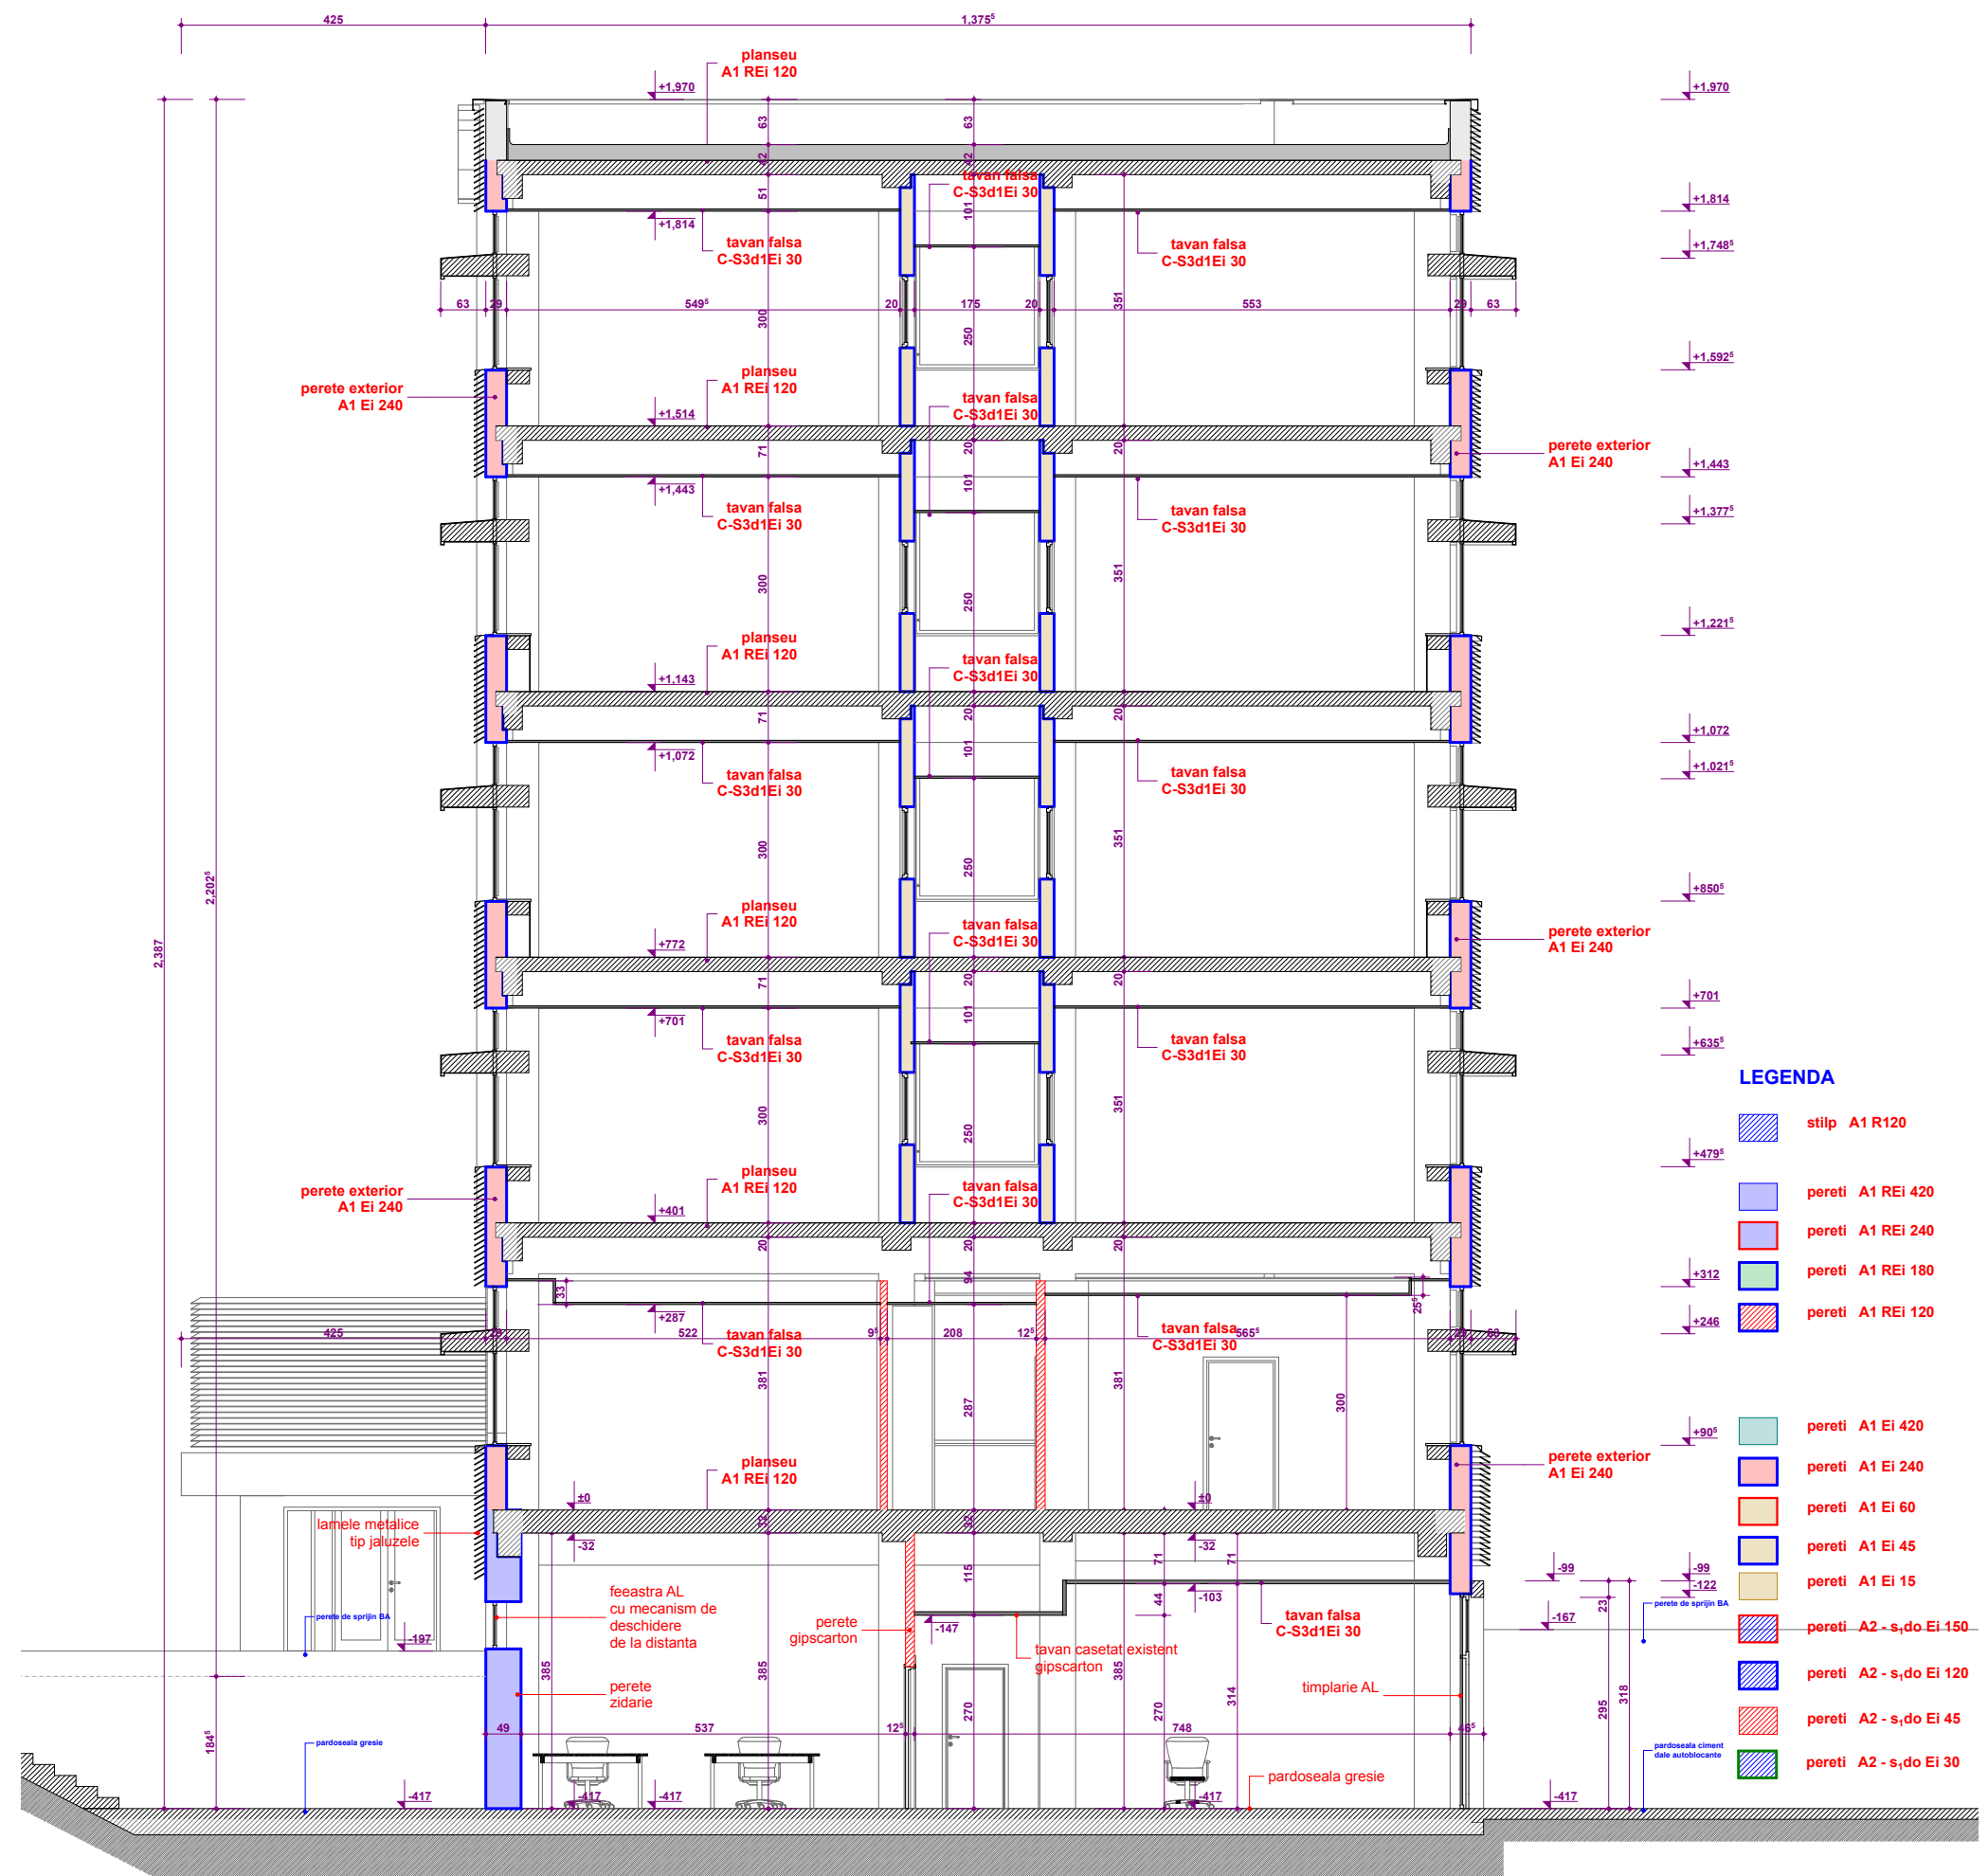 425
1,375⁵
planseu
A1 REi 120
+1,970
+1,970
63
63
42
42
tavan falsa
C-S3d1Ei 30
51
101
+1,814
+1,814
tavan falsa
C-S3d1Ei 30
tavan falsa
C-S3d1Ei 30
+1,748⁵
63
29
549⁵
20
175
20
553
29
63
300
250
351
+1,592⁵
planseu
A1 REi 120
perete exterior
A1 Ei 240
tavan falsa
C-S3d1Ei 30
+1,514
71
20
20
perete exterior
A1 Ei 240
+1,443
+1,443
101
tavan falsa
C-S3d1Ei 30
tavan falsa
C-S3d1Ei 30
+1,377⁵
300
250
351
+1,221⁵
planseu
A1 REi 120
tavan falsa
C-S3d1Ei 30
+1,143
71
20
20
+1,072
+1,072
101
tavan falsa
C-S3d1Ei 30
tavan falsa
C-S3d1Ei 30
+1,021⁵
300
250
351
2,202⁵
2,387
+850⁵
planseu
A1 REi 120
tavan falsa
C-S3d1Ei 30
perete exterior
A1 Ei 240
+772
71
20
20
+701
+701
101
tavan falsa
C-S3d1Ei 30
tavan falsa
C-S3d1Ei 30
+635⁵
300
250
351
+479⁵
planseu
A1 REi 120
perete exterior
A1 Ei 240
tavan falsa
C-S3d1Ei 30
+401
20
20
20
94
33
25⁵
+312
+287
+246
425
29
522
9⁵
208
12⁵
565⁵
29
63
tavan falsa
C-S3d1Ei 30
tavan falsa
C-S3d1Ei 30
381
287
381
300
+90⁵
planseu
A1 REi 120
perete exterior
A1 Ei 240
±0
±0
32
32
-32
-32
lamele metalice
tip jaluzele
115
71
71
-99
-99
-122
23
feeastra AL
cu mecanism de
deschidere
de la distanta
-103
44
perete de sprijin BA
perete
gipscarton
-147
tavan falsa
C-S3d1Ei 30
-167
perete de sprijin BA
-197
tavan casetat existent
gipscarton
385
385
385
perete
zidarie
timplarie AL
270
270
314
295
318
184⁵
49
537
12⁵
748
46⁵
pardoseala gresie
pardoseala ciment
dale autoblocante
pardoseala gresie
-417
-417
-417
-417
-417
LEGENDA
stilp A1 R120
pereti A1 REi 420
pereti A1 REi 240
pereti A1 REi 180
pereti A1 REi 120
pereti A1 Ei 420
pereti A1 Ei 240
pereti A1 Ei 60
pereti A1 Ei 45
pereti A1 Ei 15
pereti A2 - s₁do Ei 150
pereti A2 - s₁do Ei 120
pereti A2 - s₁do Ei 45
pereti A2 - s₁do Ei 30